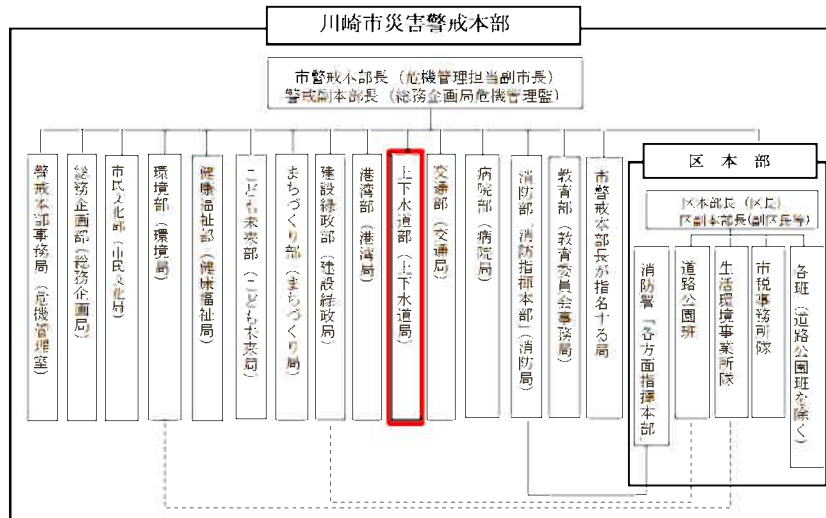 川崎市災害警戒本部
市警戒本部長（危機管理担当副市長）
警戒副本部長（総務企画局危機管理監）
警戒本部事務局（危機管理室）
総務企画部（総務企画局）
市民文化部（市民文化局）
環境部（環境局）
健康福祉部（健康福祉局）
こども未来部（こども未来局）
まちづくり部（まちづくり局）
建設緑政部（建設緑政局）
港湾部（港湾局）
上下水道部（上下水道局）
交通部（交通局）
病院部（病院局）
消防部「消防指揮本部」（消防局）
教育部（教育委員会事務局）
市警戒本部長が指名する局
区本部
区本部長（区長）
区副本部長(副区長等)
消防署「各方面指揮本部」
道路公園班
生活環境事業所隊
市税事務所隊
各班（道路公園班を除く）